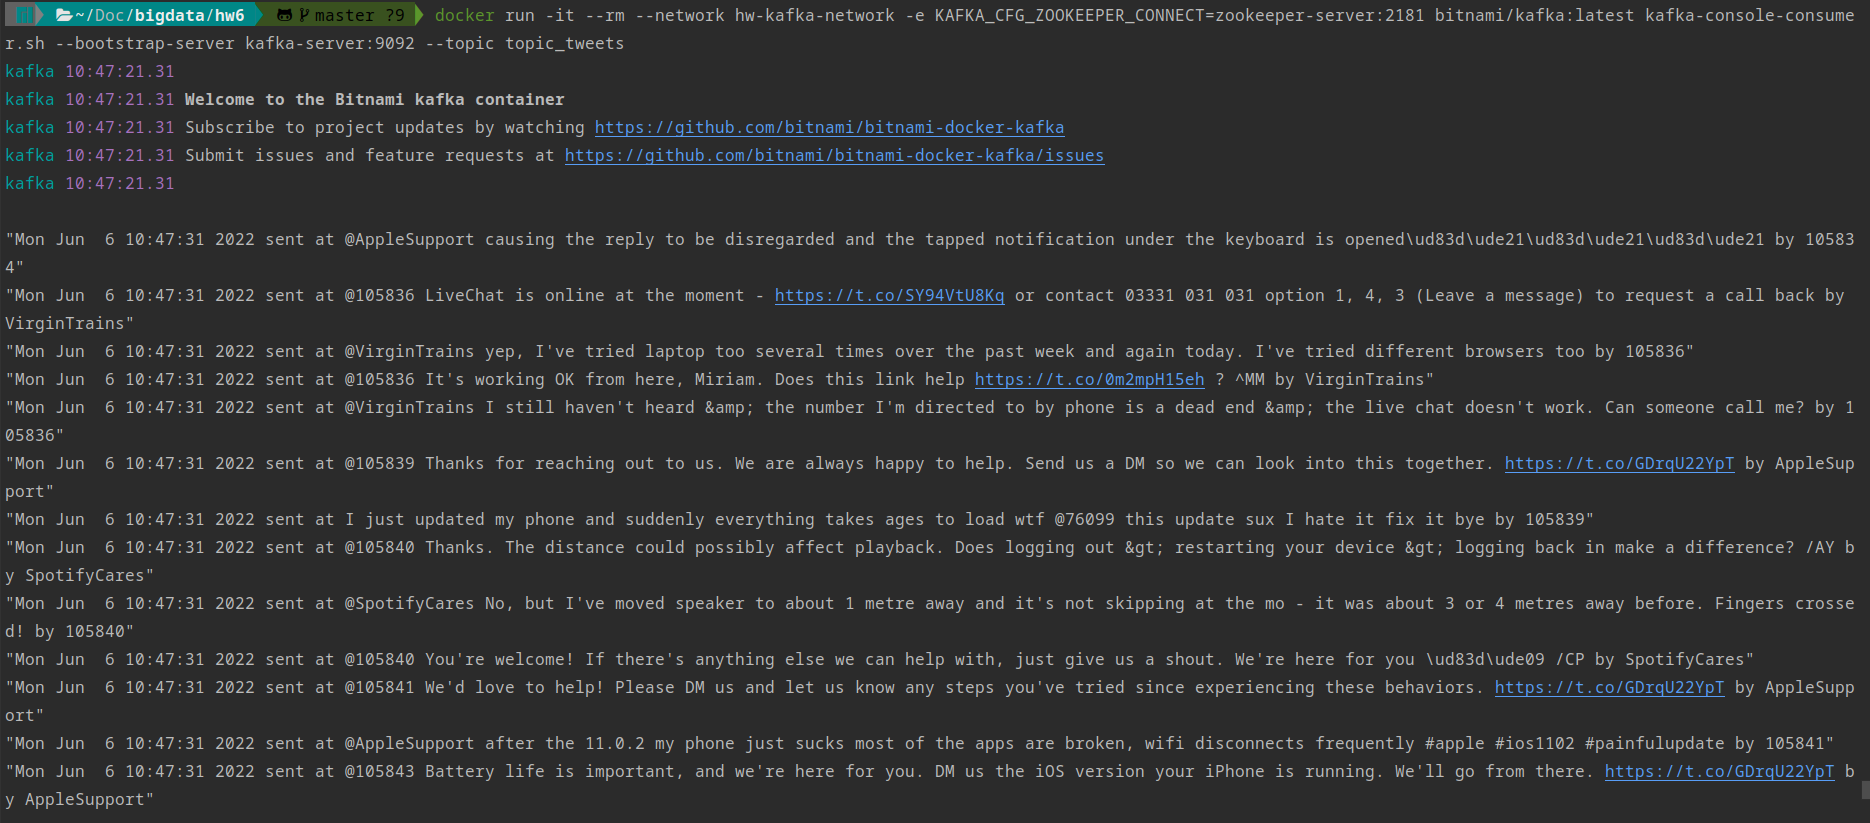 ~/Doc/bigdata/hw6 master ?9 docker run -it --rm --network hw-kafka-network -e KAFKA_CFG_ZOOKEEPER_CONNECT=zookeeper-server:2181 bitnami/kafka:latest kafka-console-consume
r.sh --bootstrap-server kafka-server:9092 --topic topic_tweets
kafka 10:47:21.31
kafka 10:47:21.31 Welcome to the Bitnami kafka container
kafka 10:47:21.31 Subscribe to project updates by watching https://github.com/bitnami/bitnami-docker-kafka
kafka 10:47:21.31 Submit issues and feature requests at https://github.com/bitnami/bitnami-docker-kafka/issues
kafka 10:47:21.31
"Mon Jun  6 10:47:31 2022 sent at @AppleSupport causing the reply to be disregarded and the tapped notification under the keyboard is opened\ud83d\ude21\ud83d\ude21\ud83d\ude21 by 10583
4"
"Mon Jun  6 10:47:31 2022 sent at @105836 LiveChat is online at the moment - https://t.co/SY94VtU8Kq or contact 03331 031 031 option 1, 4, 3 (Leave a message) to request a call back by
VirginTrains"
"Mon Jun  6 10:47:31 2022 sent at @VirginTrains yep, I've tried laptop too several times over the past week and again today. I've tried different browsers too by 105836"
"Mon Jun  6 10:47:31 2022 sent at @105836 It's working OK from here, Miriam. Does this link help https://t.co/0m2mpH15eh ? ^MM by VirginTrains"
"Mon Jun  6 10:47:31 2022 sent at @VirginTrains I still haven't heard &amp; the number I'm directed to by phone is a dead end &amp; the live chat doesn't work. Can someone call me? by 1
05836"
"Mon Jun  6 10:47:31 2022 sent at @105839 Thanks for reaching out to us. We are always happy to help. Send us a DM so we can look into this together. https://t.co/GDrqU22YpT by AppleSup
port"
"Mon Jun  6 10:47:31 2022 sent at I just updated my phone and suddenly everything takes ages to load wtf @76099 this update sux I hate it fix it bye by 105839"
"Mon Jun  6 10:47:31 2022 sent at @105840 Thanks. The distance could possibly affect playback. Does logging out &gt; restarting your device &gt; logging back in make a difference? /AY b
y SpotifyCares"
"Mon Jun  6 10:47:31 2022 sent at @SpotifyCares No, but I've moved speaker to about 1 metre away and it's not skipping at the mo - it was about 3 or 4 metres away before. Fingers crosse
d! by 105840"
"Mon Jun  6 10:47:31 2022 sent at @105840 You're welcome! If there's anything else we can help with, just give us a shout. We're here for you \ud83d\ude09 /CP by SpotifyCares"
"Mon Jun  6 10:47:31 2022 sent at @105841 We'd love to help! Please DM us and let us know any steps you've tried since experiencing these behaviors. https://t.co/GDrqU22YpT by AppleSupp
ort"
"Mon Jun  6 10:47:31 2022 sent at @AppleSupport after the 11.0.2 my phone just sucks most of the apps are broken, wifi disconnects frequently #apple #ios1102 #painfulupdate by 105841"
"Mon Jun  6 10:47:31 2022 sent at @105843 Battery life is important, and we're here for you. DM us the iOS version your iPhone is running. We'll go from there. https://t.co/GDrqU22YpT b
y AppleSupport"